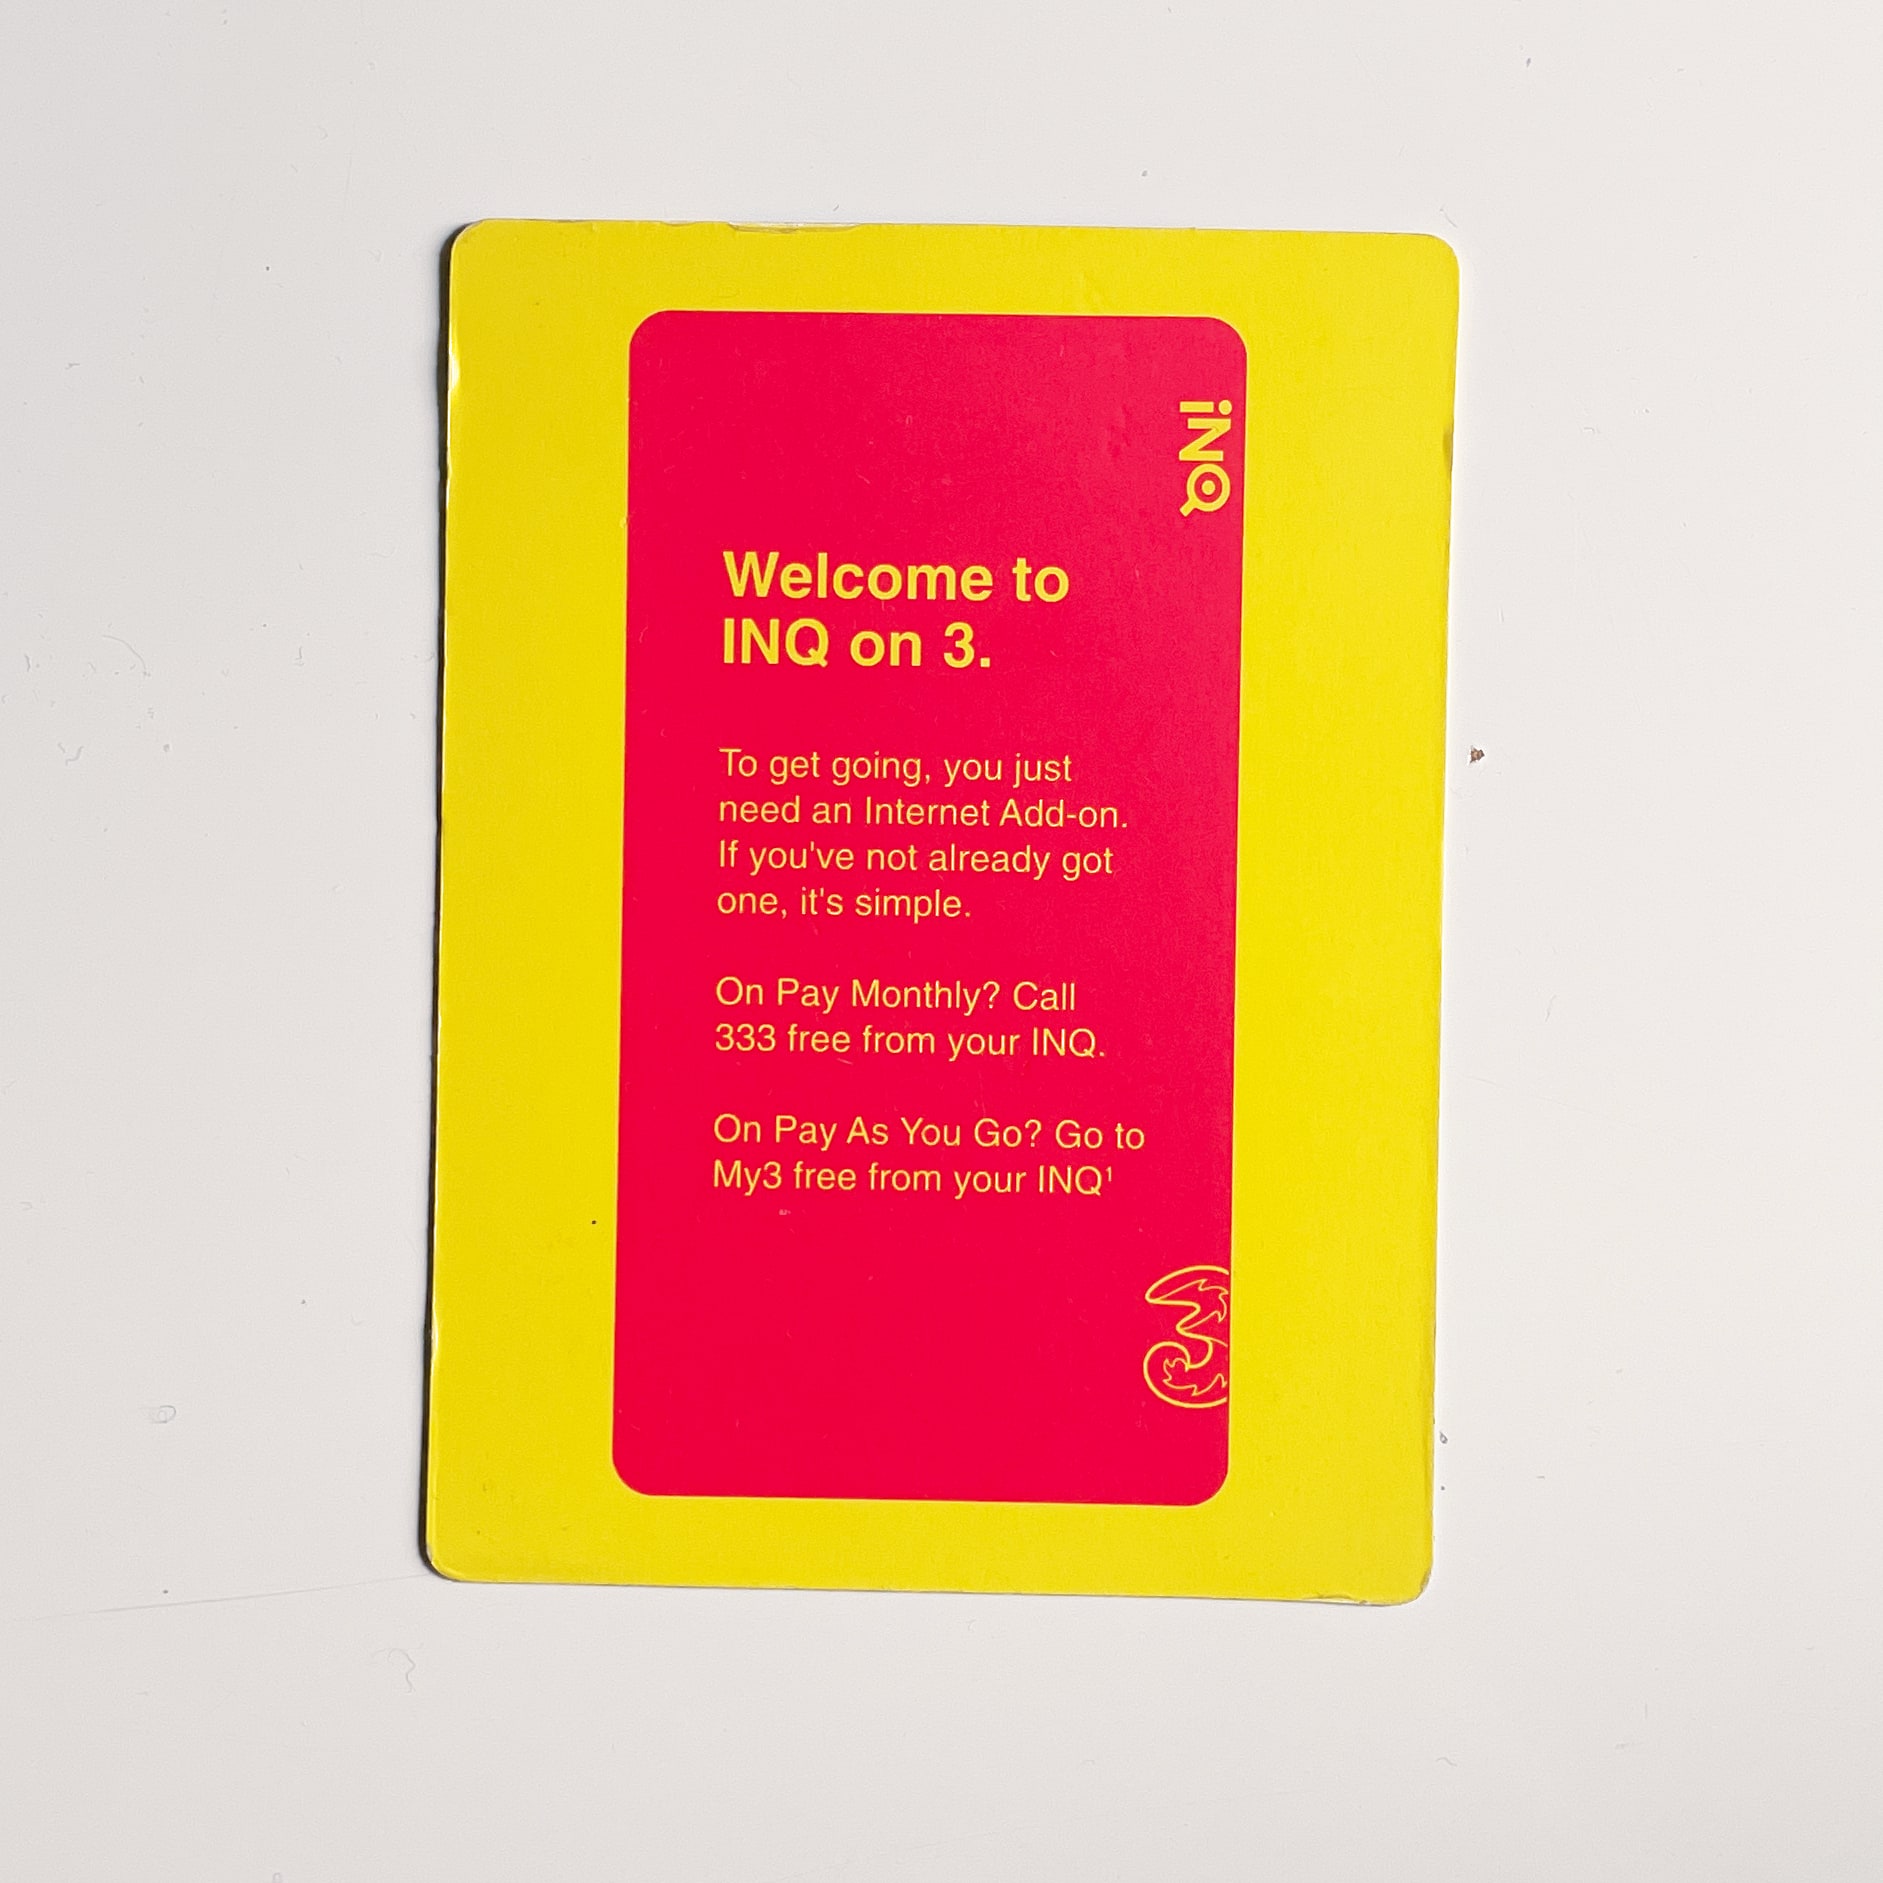 iNQ
Welcome to
INQ on 3.
To get going, you just
need an Internet Add-on.
If you've not already got
one, it's simple.
On Pay Monthly? Call
333 free from your INQ.
On Pay As You Go? Go to
My3 free from your INQ¹
3